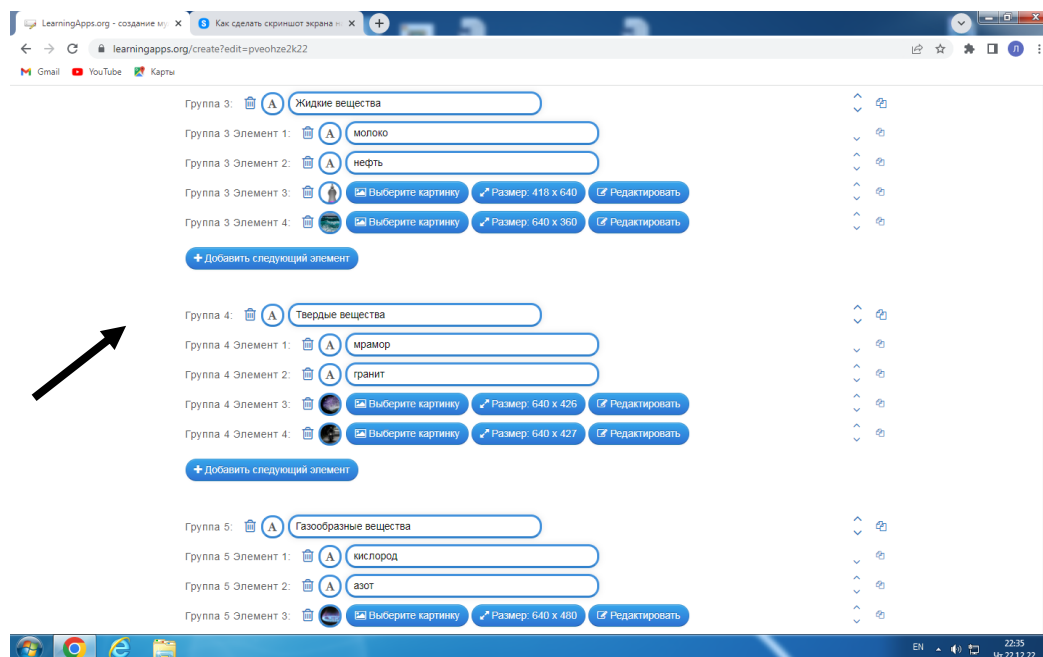 LearningApps.org - создание му
Как сделать скриншот экрана н
learningapps.org/create?edit=pveohze2k22
Gmail YouTube Карты
Группа 3: A Жидкие вещества
Группа 3 Элемент 1: A молоко
Группа 3 Элемент 2: A нефть
Группа 3 Элемент 3: Выберите картинку Размер: 418 x 640 Редактировать
Группа 3 Элемент 4: Выберите картинку Размер: 640 x 360 Редактировать
+ Добавить следующий элемент
Группа 4: A Твердые вещества
Группа 4 Элемент 1: A мрамор
Группа 4 Элемент 2: A гранит
Группа 4 Элемент 3: Выберите картинку Размер: 640 x 426 Редактировать
Группа 4 Элемент 4: Выберите картинку Размер: 640 x 427 Редактировать
+ Добавить следующий элемент
Группа 5: A Газообразные вещества
Группа 5 Элемент 1: A кислород
Группа 5 Элемент 2: A азот
Группа 5 Элемент 3: Выберите картинку Размер: 640 x 480 Редактировать
EN 22:35
Чт 22.12.22